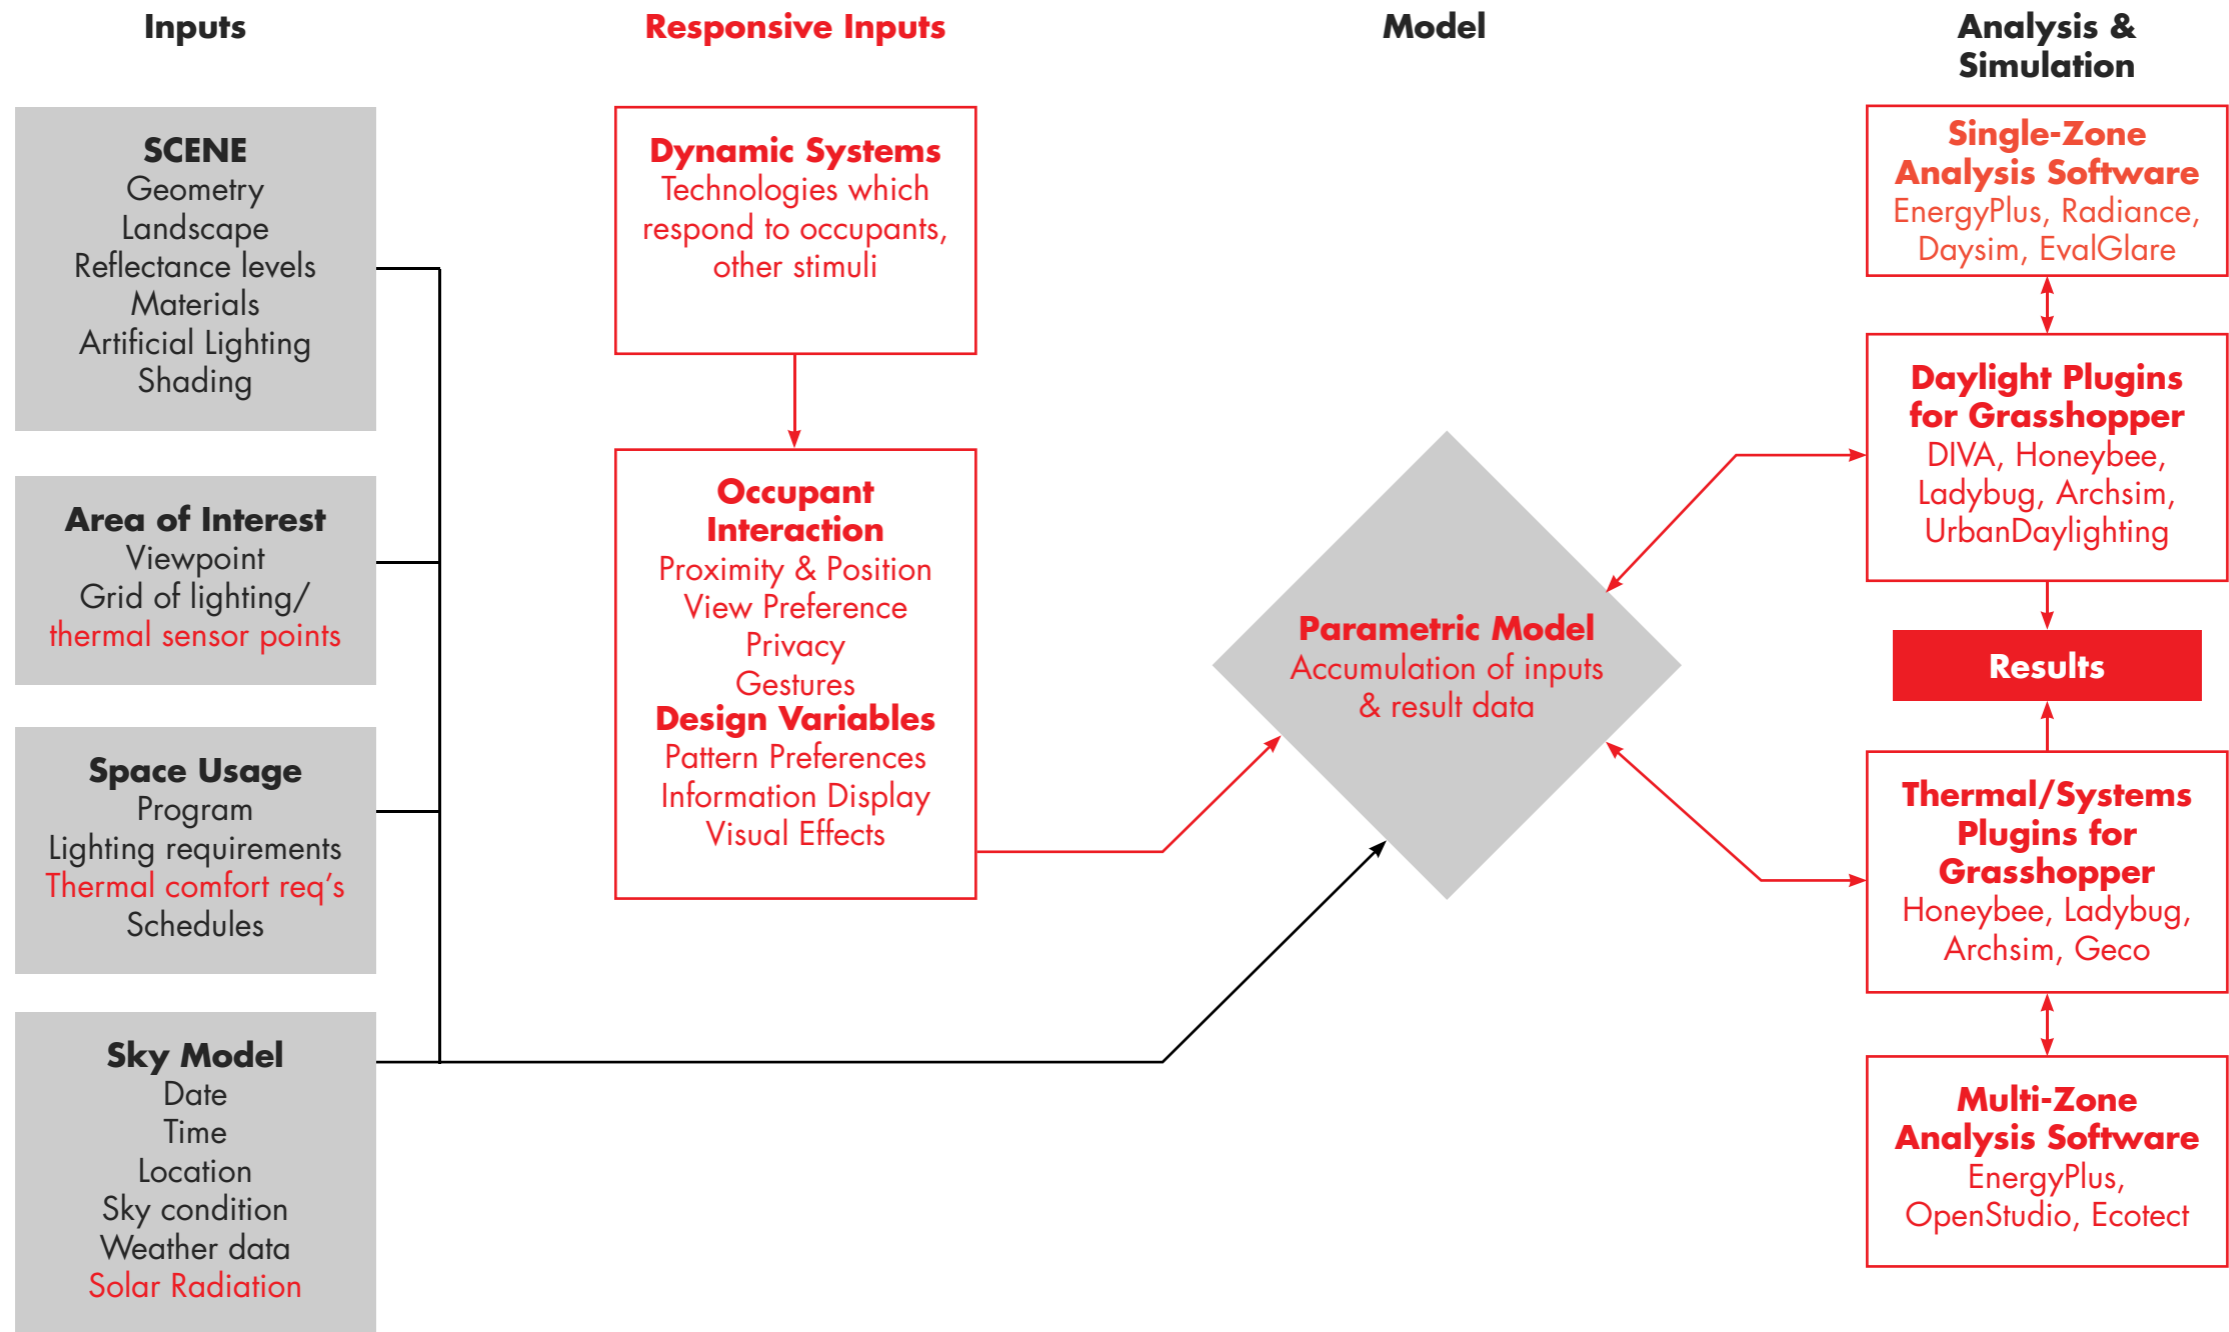 Inputs
SCENE
Geometry
Landscape
Reflectance levels
Materials
Artificial Lighting
Shading
Area of Interest
Viewpoint
Grid of lighting/
thermal sensor points
Space Usage
Program
Lighting requirements
Thermal comfort req’s
Schedules
Sky Model
Date
Time
Location
Sky condition
Weather data
Solar Radiation
Responsive Inputs
Dynamic Systems
Technologies which
respond to occupants,
other stimuli
Occupant
Interaction
Proximity & Position
View Preference
Privacy
Gestures
Design Variables
Pattern Preferences
Information Display
Visual Effects
Model
Parametric Model
Accumulation of inputs
& result data
Analysis &
Simulation
Single-Zone
Analysis Software
EnergyPlus, Radiance,
Daysim, EvalGlare
Daylight Plugins
for Grasshopper
DIVA, Honeybee,
Ladybug, Archsim,
UrbanDaylighting
Results
Thermal/Systems
Plugins for
Grasshopper
Honeybee, Ladybug,
Archsim, Geco
Multi-Zone
Analysis Software
EnergyPlus,
OpenStudio, Ecotect